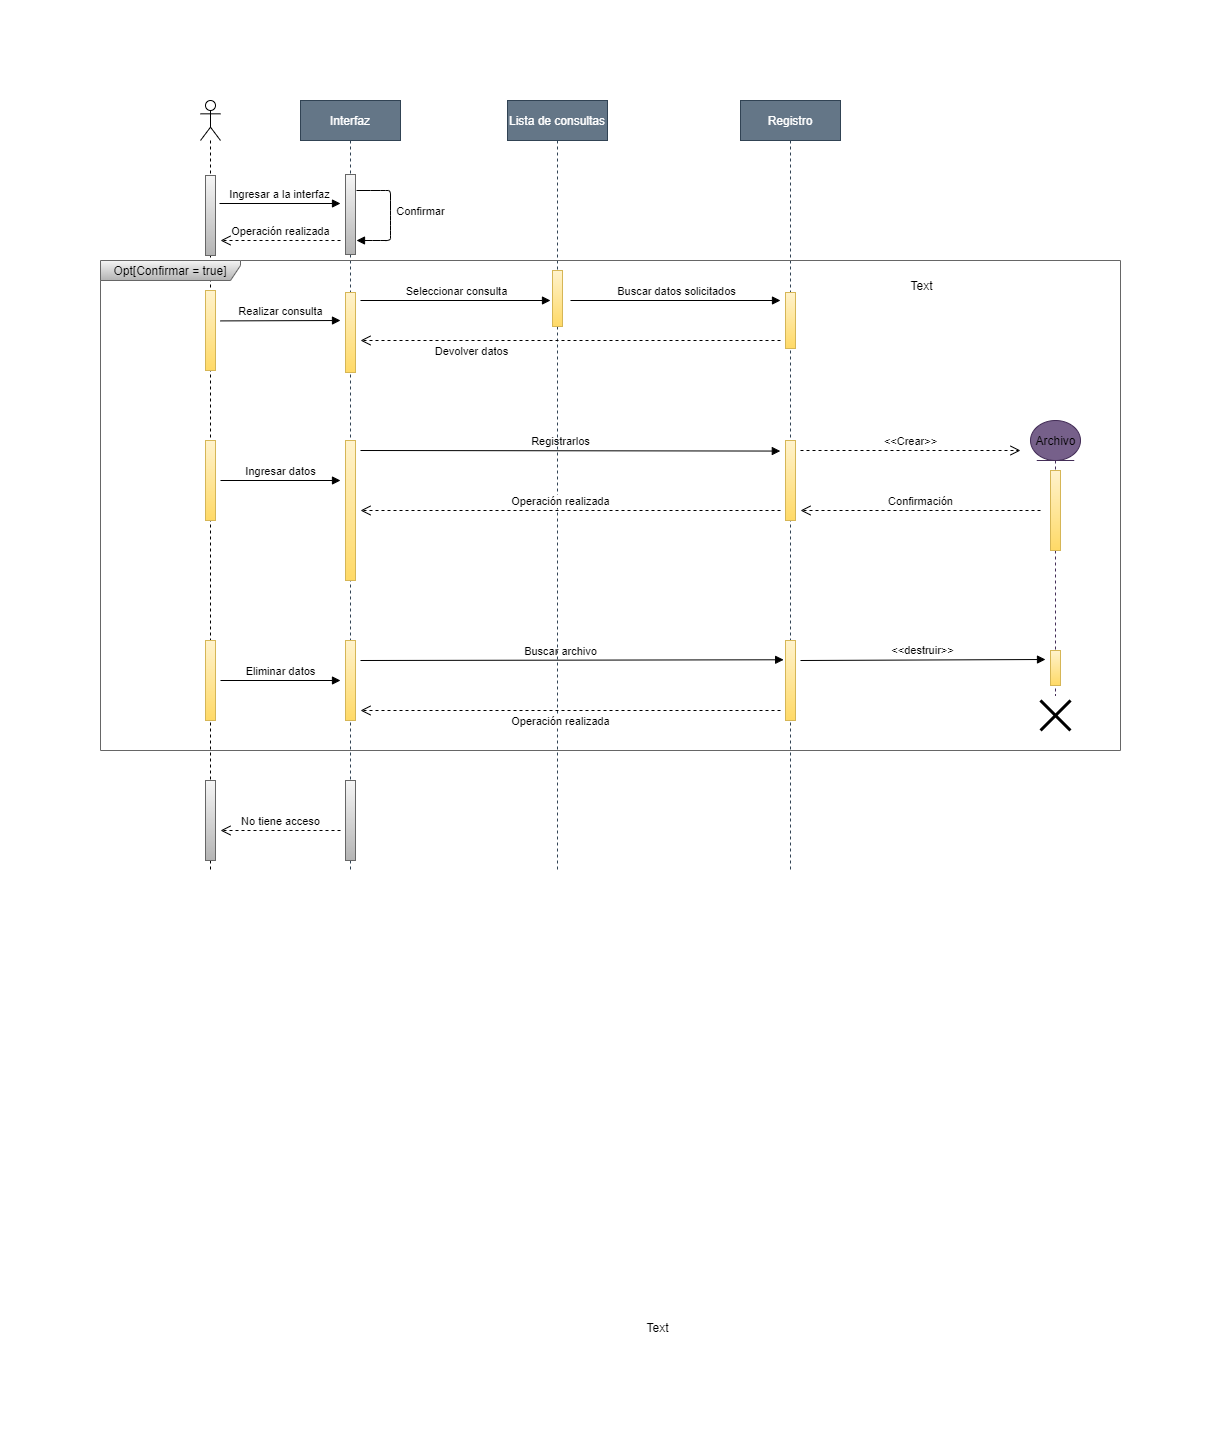 Interfaz
Lista de consultas
Registro
Ingresar a la interfaz
Confirmar
Operación realizada
Opt[Confirmar = true]
Text
Seleccionar consulta
Buscar datos solicitados
Realizar consulta
Devolver datos
Registrarlos
<<Crear>>
Archivo
Ingresar datos
Operación realizada
Confirmación
Buscar archivo
<<destruir>>
Eliminar datos
Operación realizada
No tiene acceso
Text